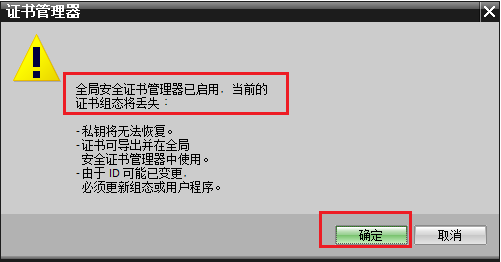 证书管理器
全局安全证书管理器已启用. 当前的
证书组态将丢失:
-私钥将无法恢复。
-证书可导出并在全局
安全证书管理器中使用。
-由于 ID 可能已变更.
必须更新组态或用户程序。
确定
取消